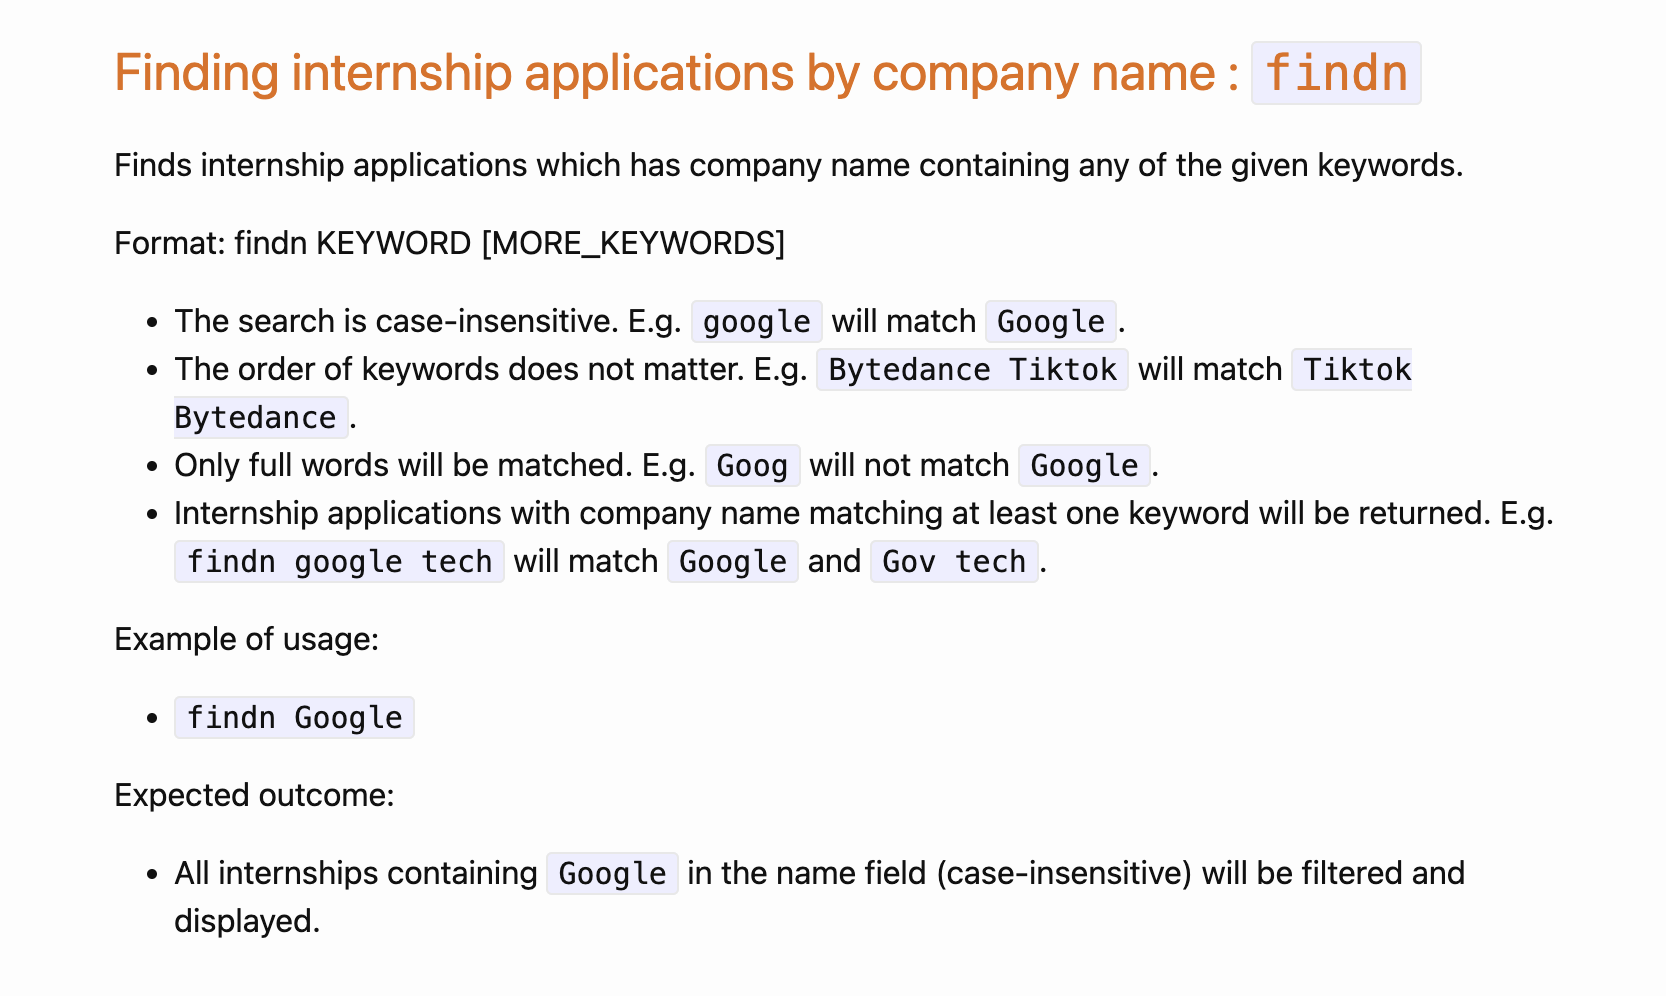 Finding internship applications by company name : findn
Finds internship applications which has company name containing any of the given keywords.
Format: findn KEYWORD [MORE_KEYWORDS]
• The search is case-insensitive. E.g. google will match Google.
• The order of keywords does not matter. E.g. Bytedance Tiktok will match Tiktok
Bytedance.
• Only full words will be matched. E.g. Goog will not match Google.
• Internship applications with company name matching at least one keyword will be returned. E.g.
findn google tech will match Google and Gov tech.
Example of usage:
• findn Google
Expected outcome:
• All internships containing Google in the name field (case-insensitive) will be filtered and
displayed.